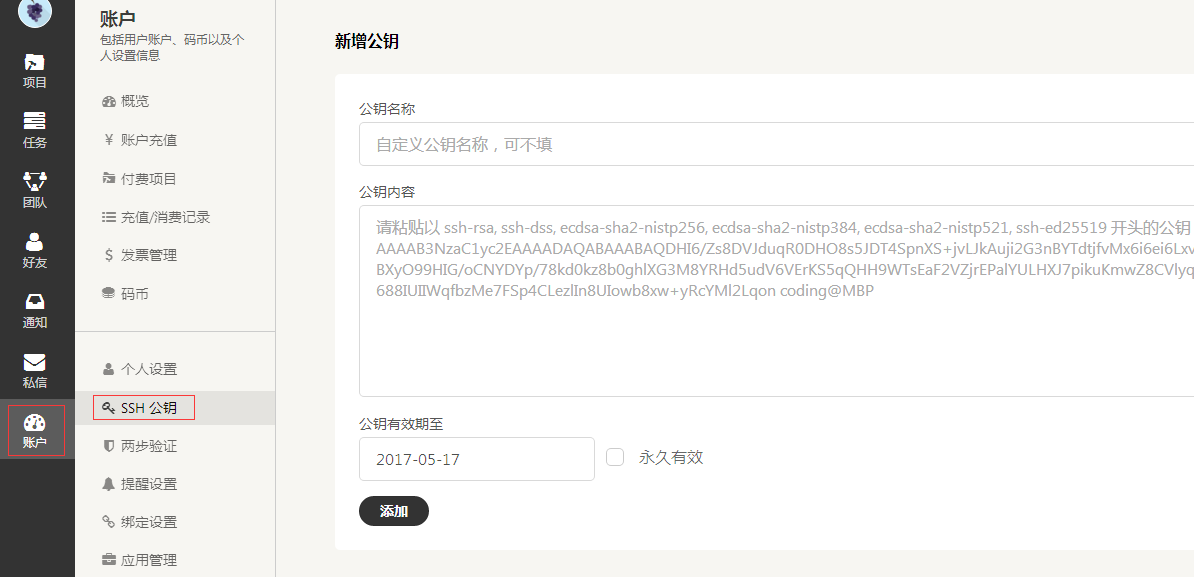 项目
任务
团队
好友
通知
私信
账户
账户
包括用户账户、码币以及个
人设置信息
概览
¥ 账户充值
付费项目
充值/消费记录
$ 发票管理
码币
个人设置
SSH 公钥
两步验证
提醒设置
绑定设置
应用管理
新增公钥
公钥名称
自定义公钥名称，可不填
公钥内容
请粘贴以 ssh-rsa, ssh-dss, ecdsa-sha2-nistp256, ecdsa-sha2-nistp384, ecdsa-sha2-nistp521, ssh-ed25519 开头的公钥
AAAAB3NzaC1yc2EAAAADAQABAAABAQDHI6/Zs8DVJduqR0DHO8s5JDT4SpnXS+jvLJkAuji2G3nBYTdtjfvMx6i6ei6Lxv
BXyO99HIG/oCNYDYp/78kd0kz8b0ghlXG3M8YRHd5udV6VErKS5qQHH9WTsEaF2VZjrEPalYULHXJ7pikuKmwZ8CVlyq
688IUIIWqfbzMe7FSp4CLezlIn8UIowb8xw+yRcYMl2Lqon coding@MBP
公钥有效期至
2017-05-17
永久有效
添加